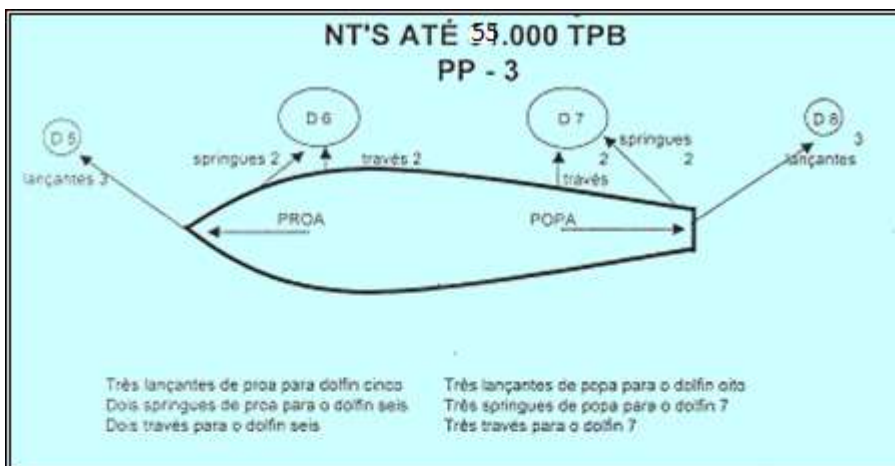 NT'S ATÉ 55.000 TPB
PP - 3
D 5
lançantes 3
D 6
springues 2
través 2
D 7
springues
2
2
través
D 8
3
lançantes
PROA
POPA
Três lançantes de proa para dolfin cinco
Dois springues de proa para o dolfin seis
Dois través para o dolfin seis
Três lançantes de popa para o dolfin oito
Três springues de popa para o dolfin 7
Três través para o dolfin 7